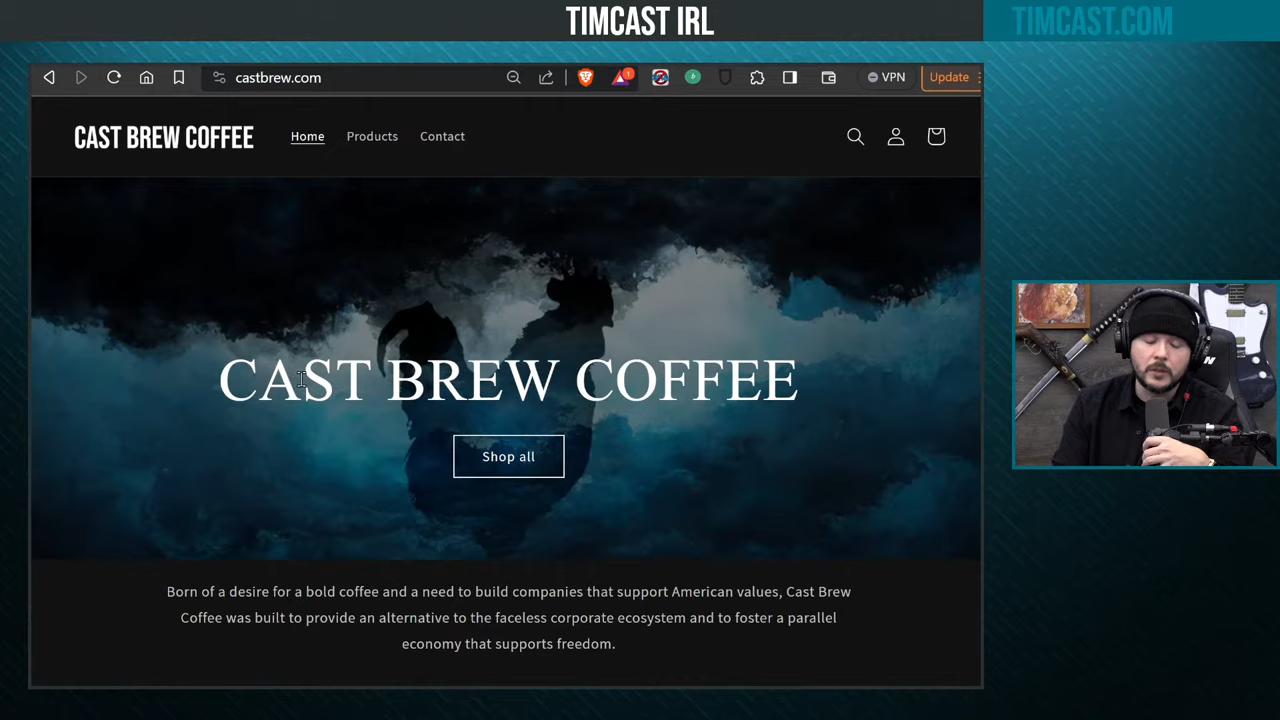 TIMCAST IRL
TIMCAST.COM
castbrew.com
1
VPN
Update
CAST BREW COFFEE
Home
Products
Contact
CAST BREW COFFEE
Shop all
Born of a desire for a bold coffee and a need to build companies that support American values, Cast Brew
Coffee was built to provide an alternative to the faceless corporate ecosystem and to foster a parallel
economy that supports freedom.